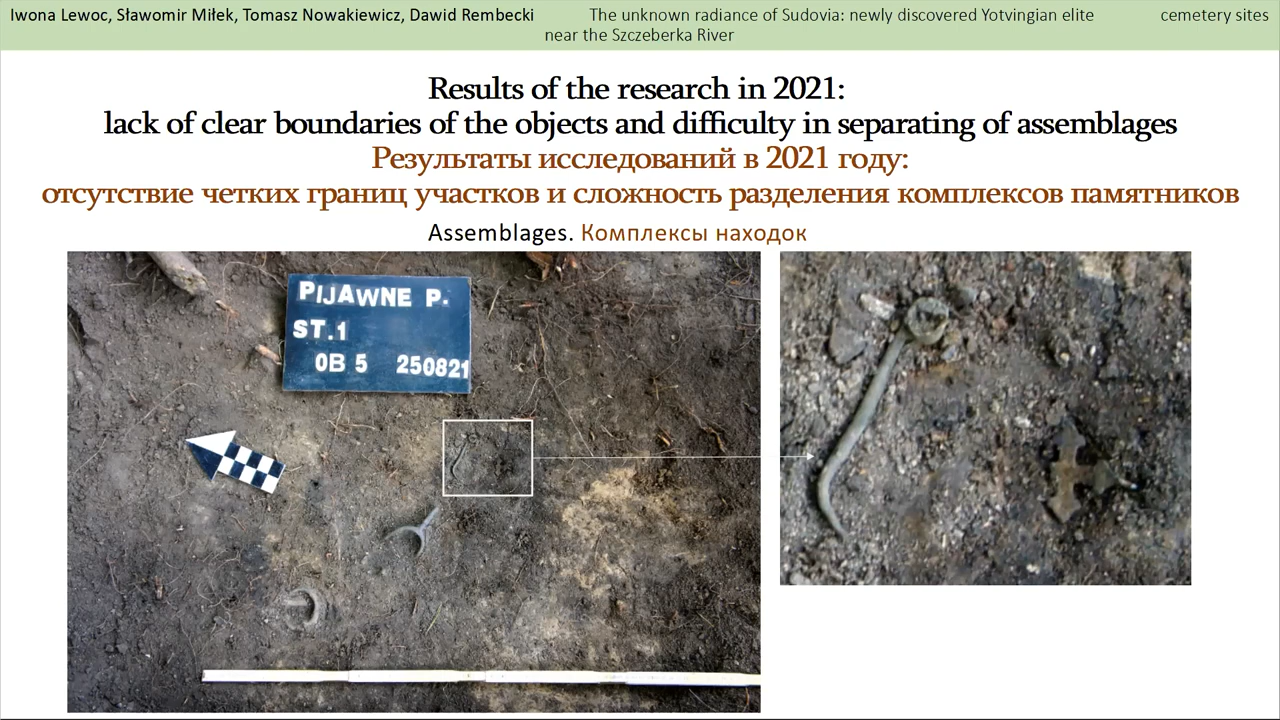 Iwona Lewoc, Sławomir Miłek, Tomasz Nowakiewicz, Dawid Rembecki The unknown radiance of Sudovia: newly discovered Yotvingian elite cemetery sites
near the Szczeberka River
Results of the research in 2021:
lack of clear boundaries of the objects and difficulty in separating of assemblages
Результаты исследований в 2021 году:
отсутствие четких границ участков и сложность разделения комплексов памятников
Assemblages. Комплексы находок
PIJAWNE P.
ST.1
OB 5 250821